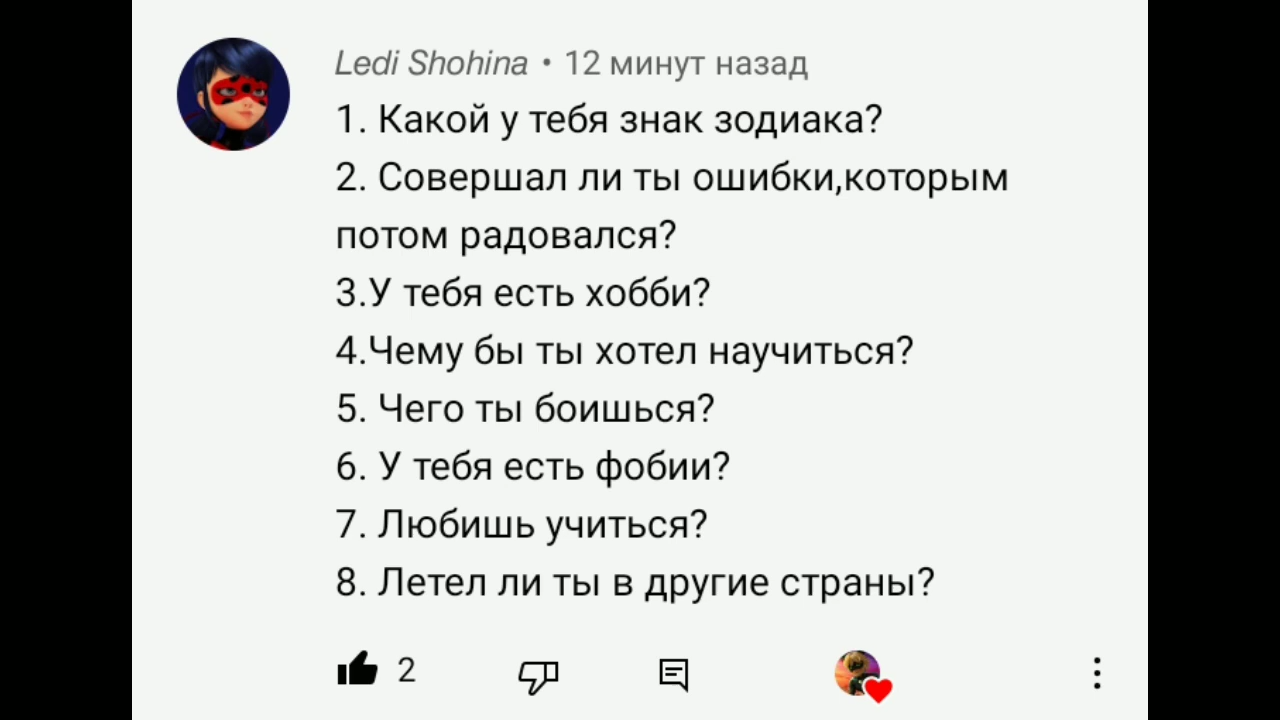 Ledi Shohina • 12 минут назад
1. Какой у тебя знак зодиака?
2. Совершал ли ты ошибки,которым
потом радовался?
3.У тебя есть хобби?
4.Чему бы ты хотел научиться?
5. Чего ты боишься?
6. У тебя есть фобии?
7. Любишь учиться?
8. Летел ли ты в другие страны?
2